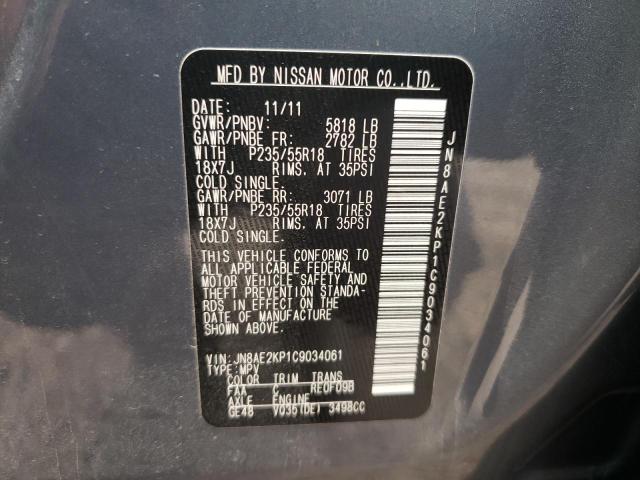 MFD BY NISSAN MOTOR CO.,LTD.
DATE: 11/11
GVWR/PNBV: 5818 LB
GAWR/PNBE FR: 2782 LB
WITH P235/55R18 TIRES
18X7J RIMS. AT 35PSI
COLD SINGLE.
GAWR/PNBE RR: 3071 LB
WITH P235/55R18 TIRES
18X7J RIMS. AT 35PSI
COLD SINGLE.
THIS VEHICLE CONFORMS TO
ALL APPLICABLE FEDERAL
MOTOR VEHICLE SAFETY AND
THEFT PREVENTION STANDA-
RDS IN EFFECT ON THE
DATE OF MANUFACTURE
SHOWN ABOVE.
VIN: JN8AE2KP1C9034061
TYPE: MPV
COLOR TRIM TRANS
RE0F09B
AXLE ENGINE
GE48 VQ35(DE) 3498CC
JN8AE2KP1C9034061